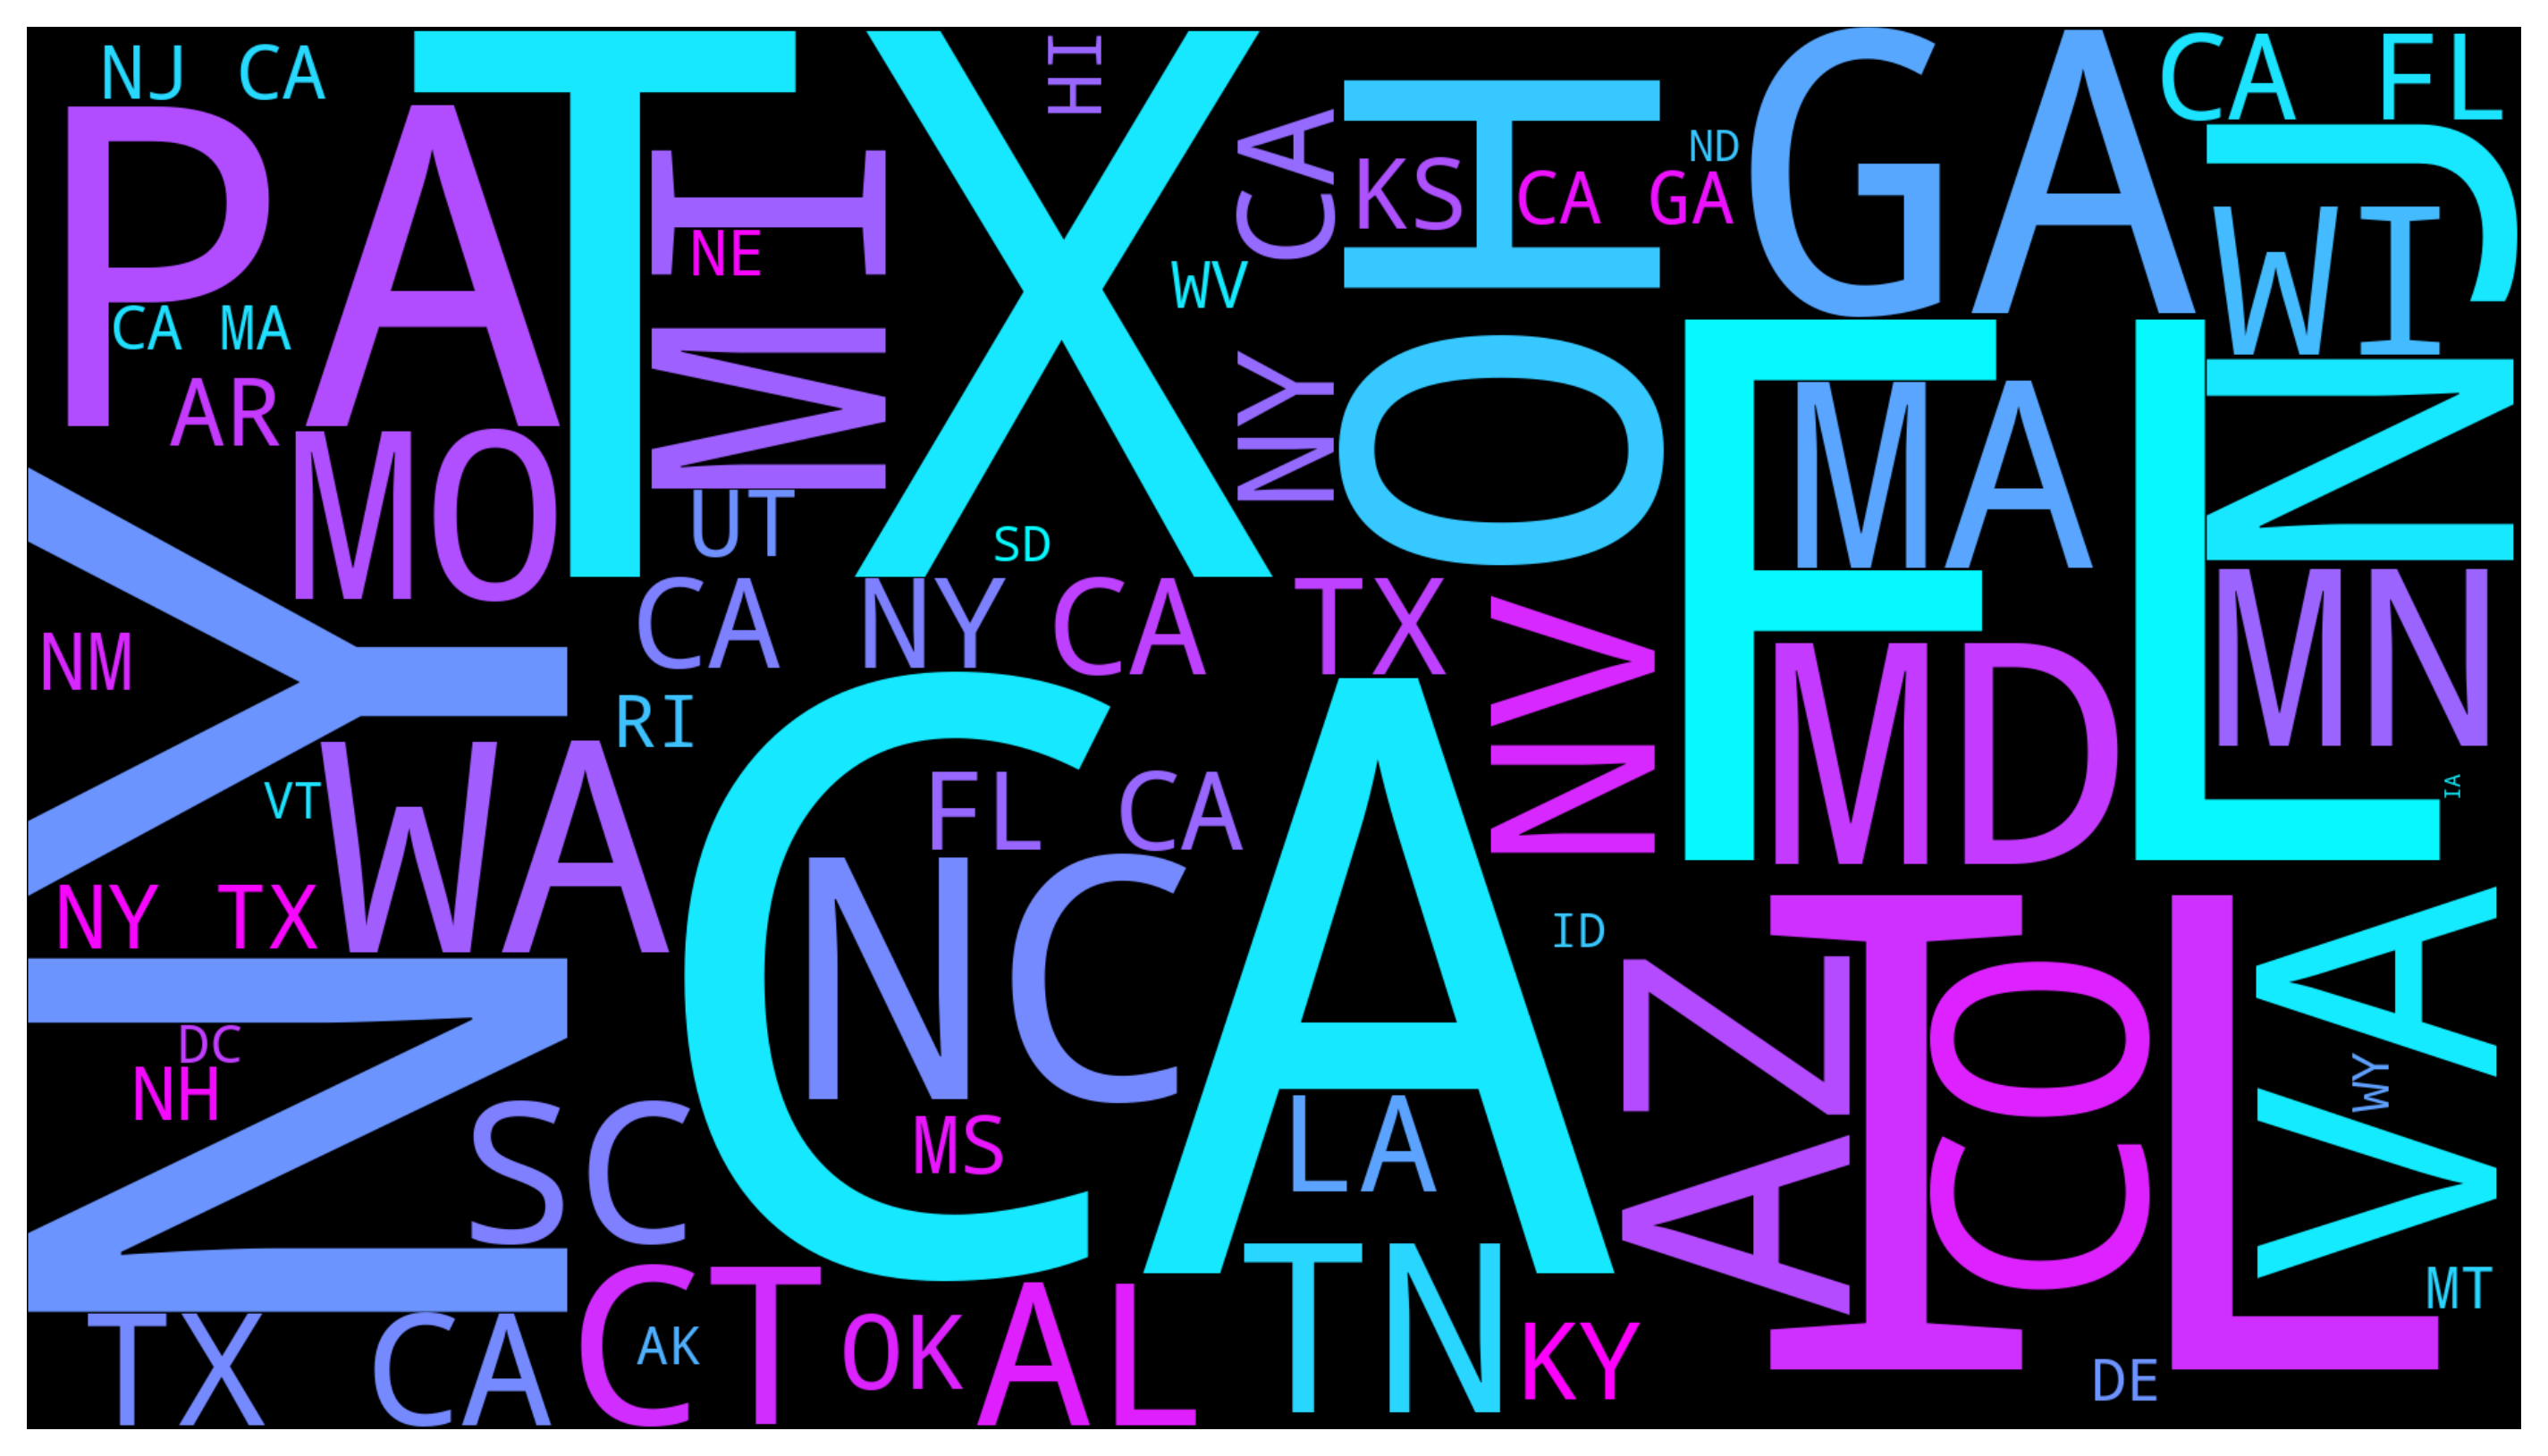 NJ CA
TX
HI
GA
CA FL
PA
MI
NE
CA NY
OH
KS
CA GA
ND
NJ
WI
WV
CA MA
AR
MO
UT
SD
MA
MN
NY
NM
CA NY
CA TX
NV
FL
MD
RI
WA
VT
CA
FL CA
NC
IA
NY TX
ID
IL
AZ
CO
VA
WY
DC
NH
SC
MS
LA
TN
MT
TX CA
CT
AK
OK
AL
KY
DE